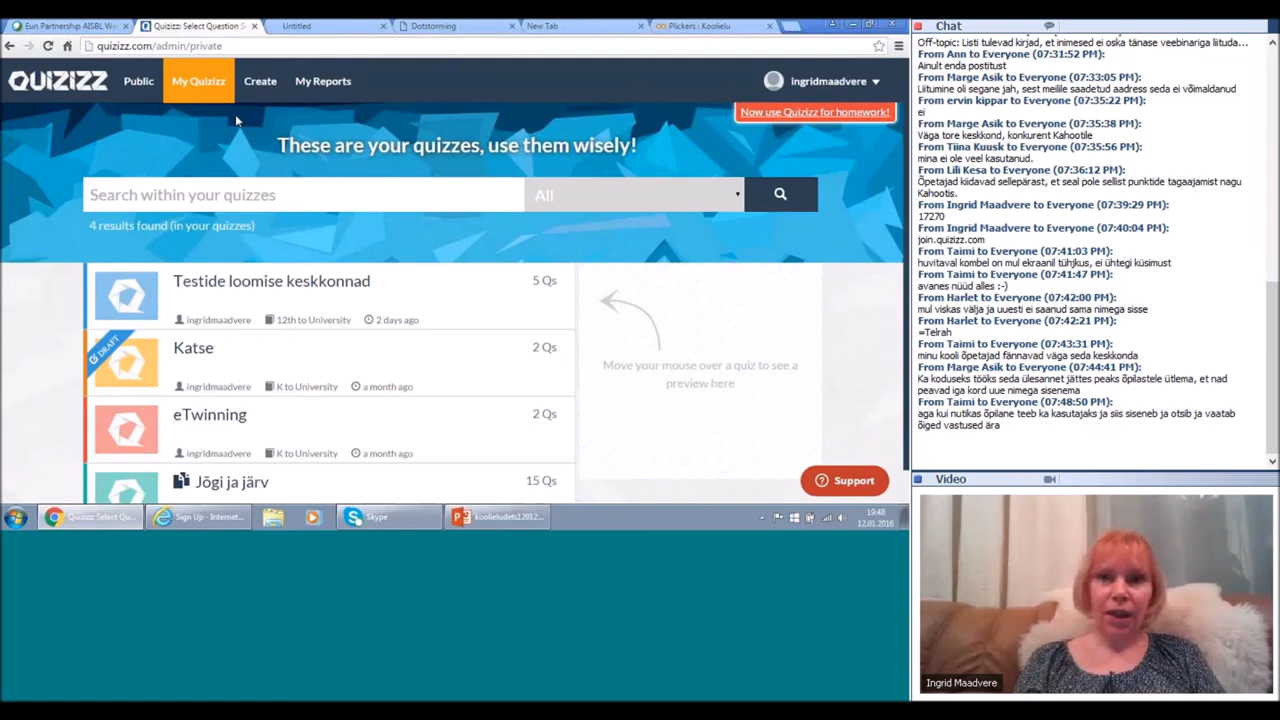 Eun Partnership AISBL We
Quizizz: Select Question S
Untitled
Dotstorming
New Tab
Plickers : Koolielu
quizizz.com/admin/private
QUIZIZZ
Public
My Quizizz
Create
My Reports
ingridmaadvere
Now use Quizizz for homework!
These are your quizzes, use them wisely!
Search within your quizzes
All
4 results found (in your quizzes)
Testide loomise keskkonnad
5 Qs
ingridmaadvere
12th to University
2 days ago
DRAFT
Katse
2 Qs
ingridmaadvere
K to University
a month ago
eTwinning
2 Qs
ingridmaadvere
K to University
a month ago
Jõgi ja järv
15 Qs
Move your mouse over a quiz to see a
preview here
Support
Quizizz: Select Qu...
Sign Up - Internet...
Skype
koolieludets12012...
19:48
12.01.2016
Chat
Off-topic: Listi tulevad kirjad, et inimesed ei oska tänase veebinariga liituda...
From Ann to Everyone (07:31:52 PM):
Ainult enda postitust
From Marge Asik to Everyone (07:33:05 PM):
Liitumine oli segane jah, sest meilile saadetud aadress seda ei võimaldanud
From ervin kippar to Everyone (07:35:22 PM):
ei
From Marge Asik to Everyone (07:35:38 PM):
Väga tore keskkond, konkurent Kahootile
From Tiina Kuusk to Everyone (07:35:56 PM):
mina ei ole veel kasutanud.
From Lili Kesa to Everyone (07:36:12 PM):
Õpetajad kiidavad sellepärast, et seal pole sellist punktide tagaajamist nagu
Kahootis.
From Ingrid Maadvere to Everyone (07:39:29 PM):
17270
From Ingrid Maadvere to Everyone (07:40:04 PM):
join.quizizz.com
From Taimi to Everyone (07:41:03 PM):
huvitaval kombel on mul ekraanil tühjkus, ei ühtegi küsimust
From Taimi to Everyone (07:41:47 PM):
avanes nüüd alles :-)
From Harlet to Everyone (07:42:00 PM):
mul viskas välja ja uuesti ei saanud sama nimega sisse
From Harlet to Everyone (07:42:21 PM):
=Telrah
From Taimi to Everyone (07:43:31 PM):
minu kooli õpetajad fännavad väga seda keskkonda
From Marge Asik to Everyone (07:44:41 PM):
Ka koduseks tööks seda ülesannet jättes peaks õpilastele ütlema, et nad
peavad iga kord uue nimega sisenema
From Taimi to Everyone (07:48:50 PM):
aga kui nutikas õpilane teeb ka kasutajaks ja siis siseneb ja otsib ja vaatab
õiged vastused ära
Video
Ingrid Maadvere